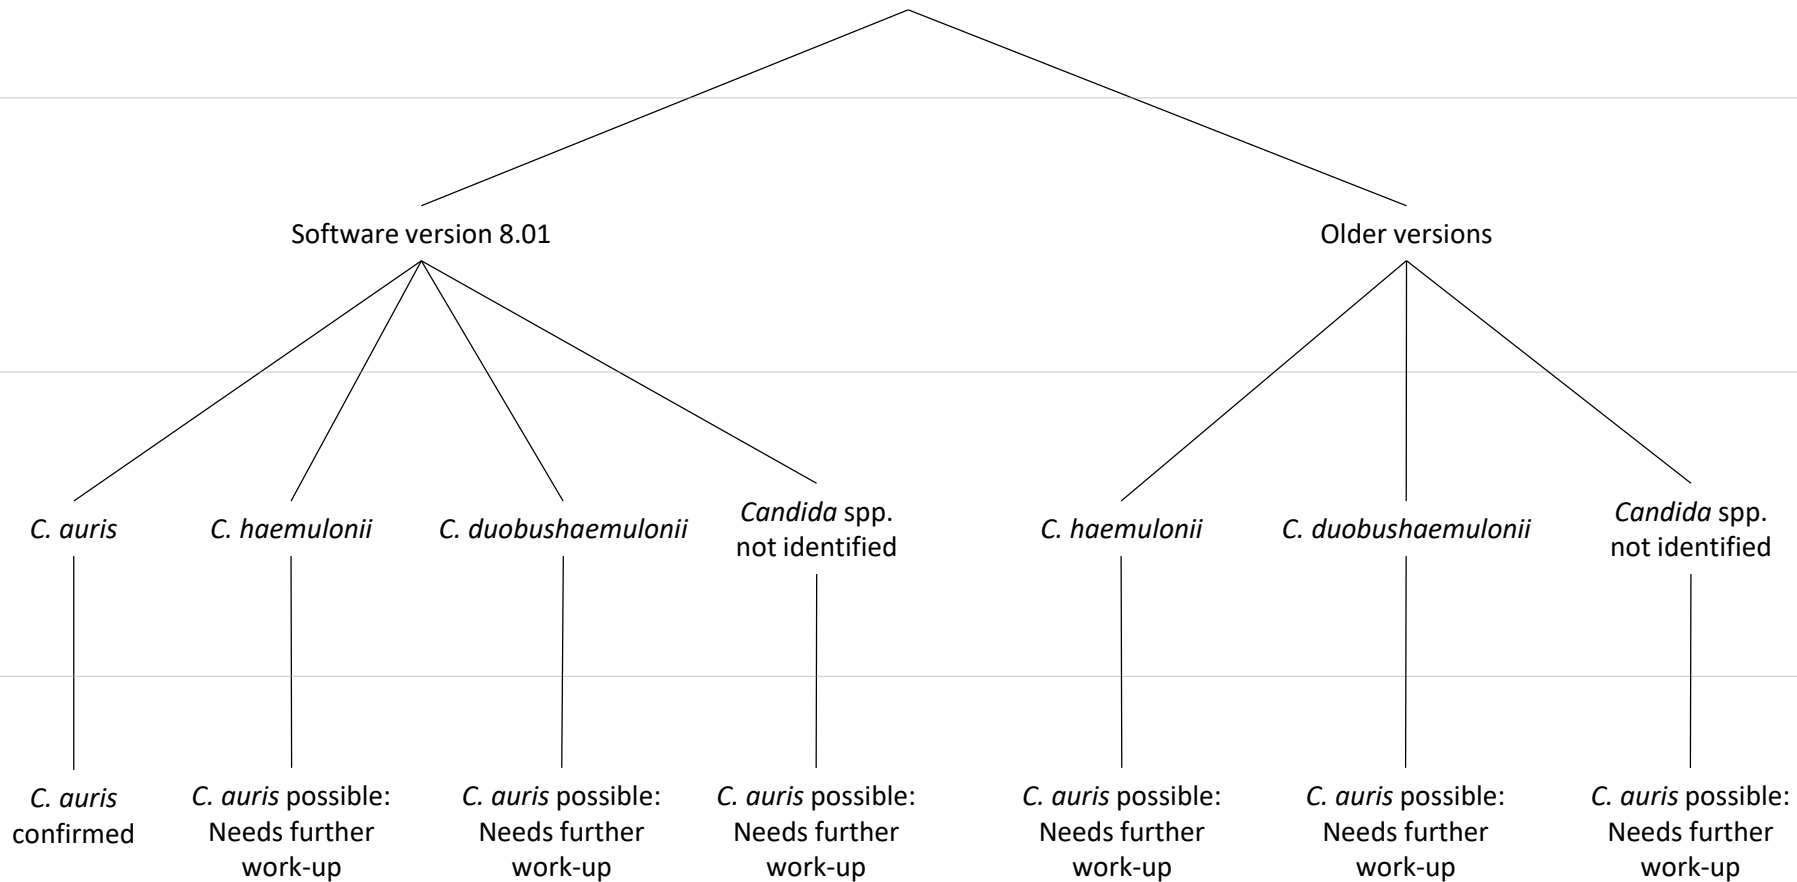 Software version 8.01
Older versions
C. auris
C. haemulonii
C. duobushaemulonii
Candida spp.
not identified
C. haemulonii
C. duobushaemulonii
Candida spp.
not identified
C. auris
confirmed
C. auris possible:
Needs further
work-up
C. auris possible:
Needs further
work-up
C. auris possible:
Needs further
work-up
C. auris possible:
Needs further
work-up
C. auris possible:
Needs further
work-up
C. auris possible:
Needs further
work-up